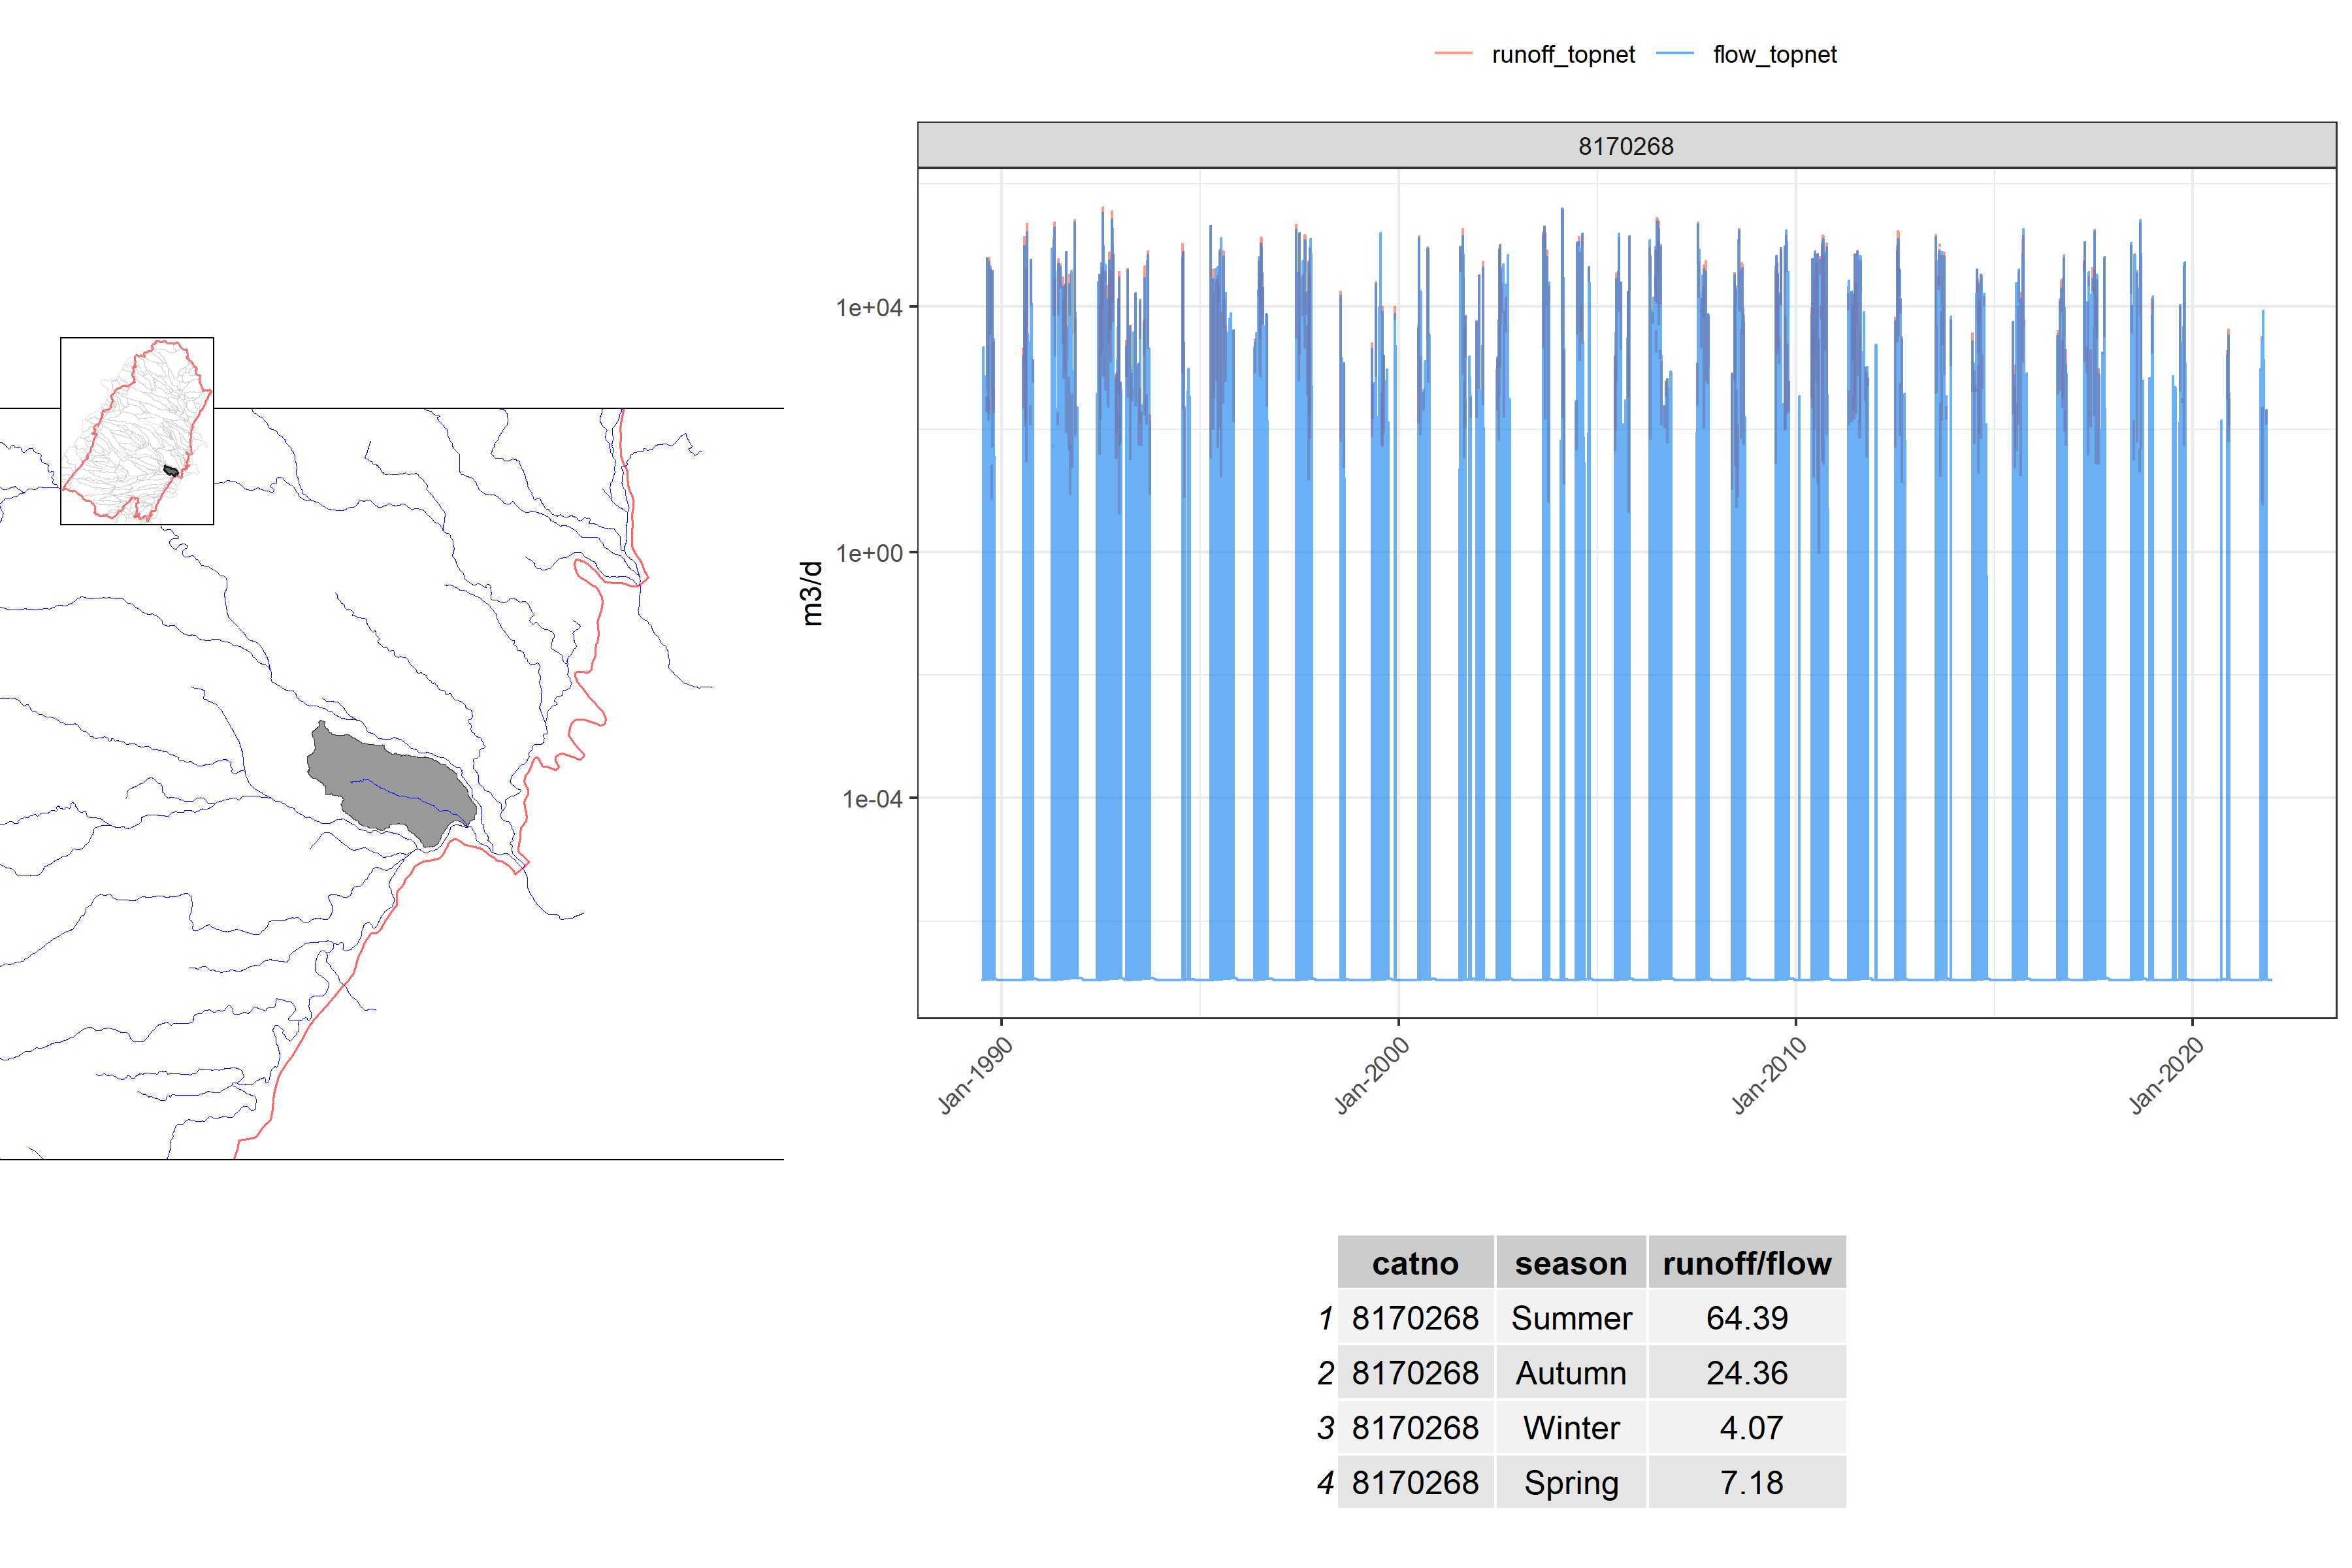 runoff_topnet flow_topnet
8170268
m3/d
1e+04
1e+00
1e-04
Jan-1990 Jan-2000 Jan-2010 Jan-2020
catno season runoff/flow
1 8170268 Summer 64.39
2 8170268 Autumn 24.36
3 8170268 Winter 4.07
4 8170268 Spring 7.18